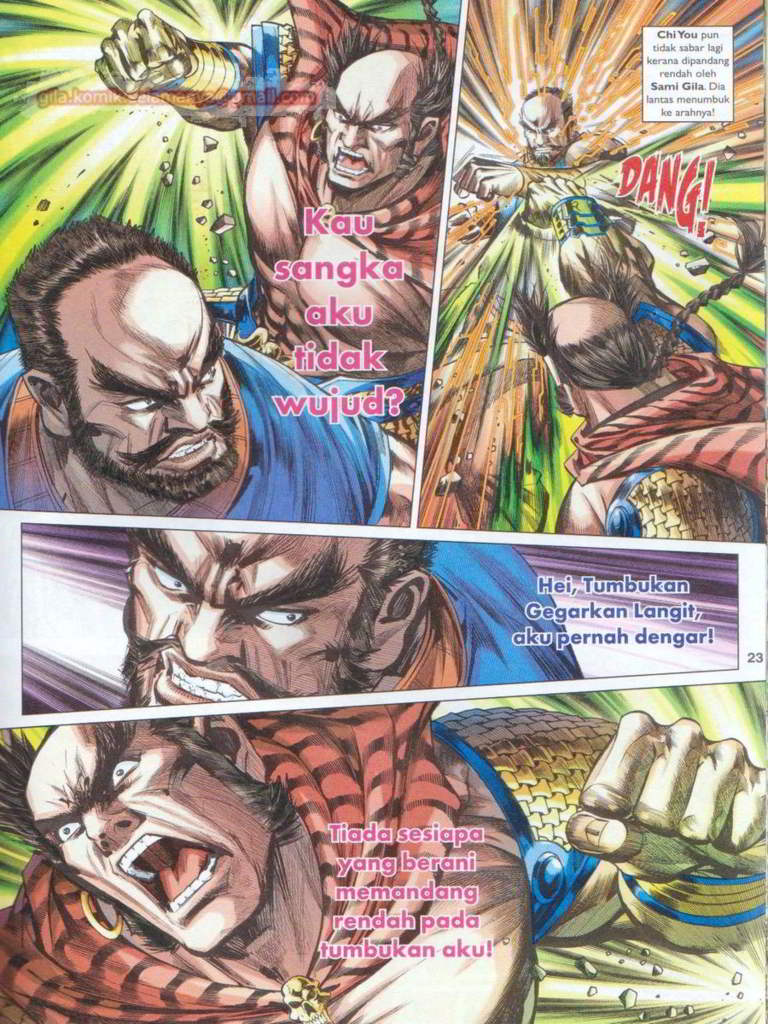 Kau
sangka
aku
tidak
wujud?
Chi You pun
tidak sabar lagi
kerana dipandang
rendah oleh
Sami Gila. Dia
lantas menumbuk
ke arahnya!
DANG!
Hei, Tumbukan
Gegarkan Langit,
aku pernah dengar!
23
Tiada sesiapa
yang berani
memandang
rendah pada
tumbukan aku!